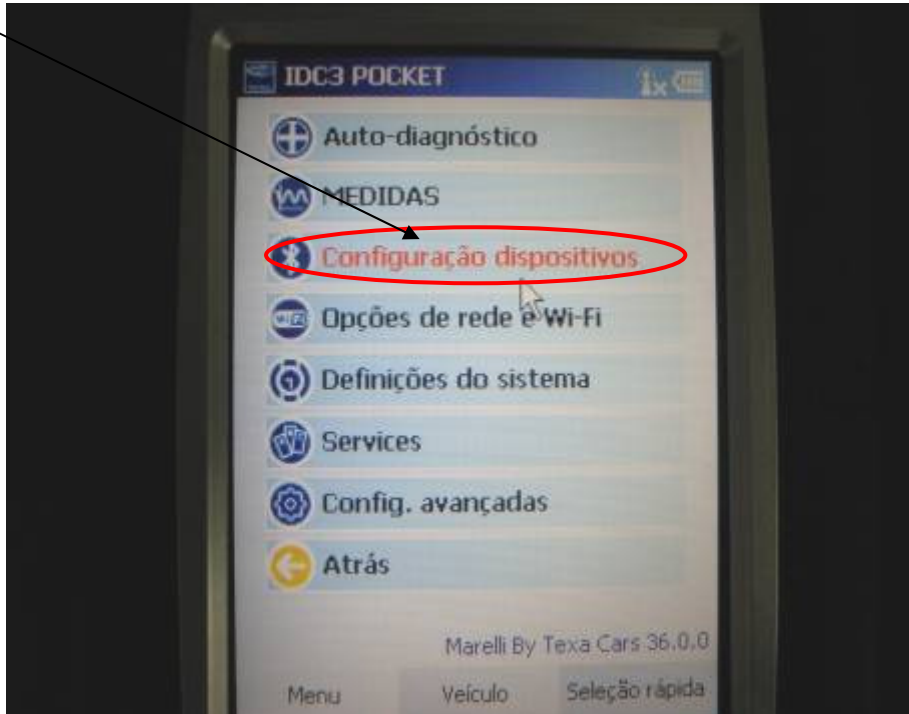 IDC3 POCKET
Auto-diagnóstico
MEDIDAS
Configuração dispositivos
Opções de rede e Wi-Fi
Definições do sistema
Services
Config. avançadas
Atrás
Marelli By Texa Cars 36.0.0
Menu Veículo Seleção rápida